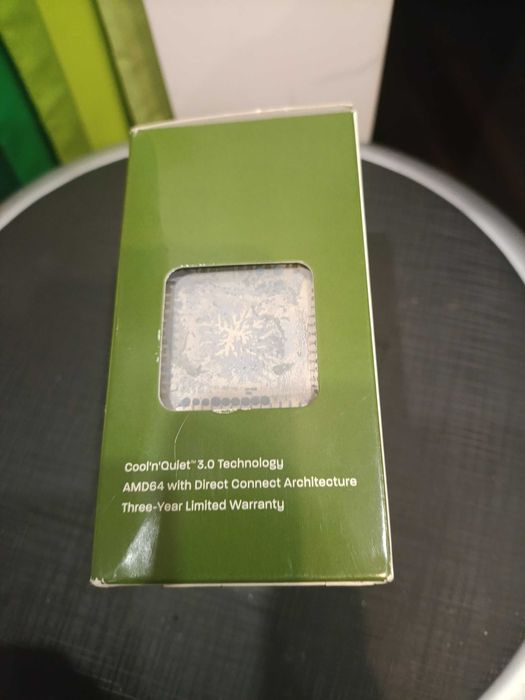 Cool'n'Quiet™ 3.0 Technology
AMD64 with Direct Connect Architecture
Three-Year Limited Warranty